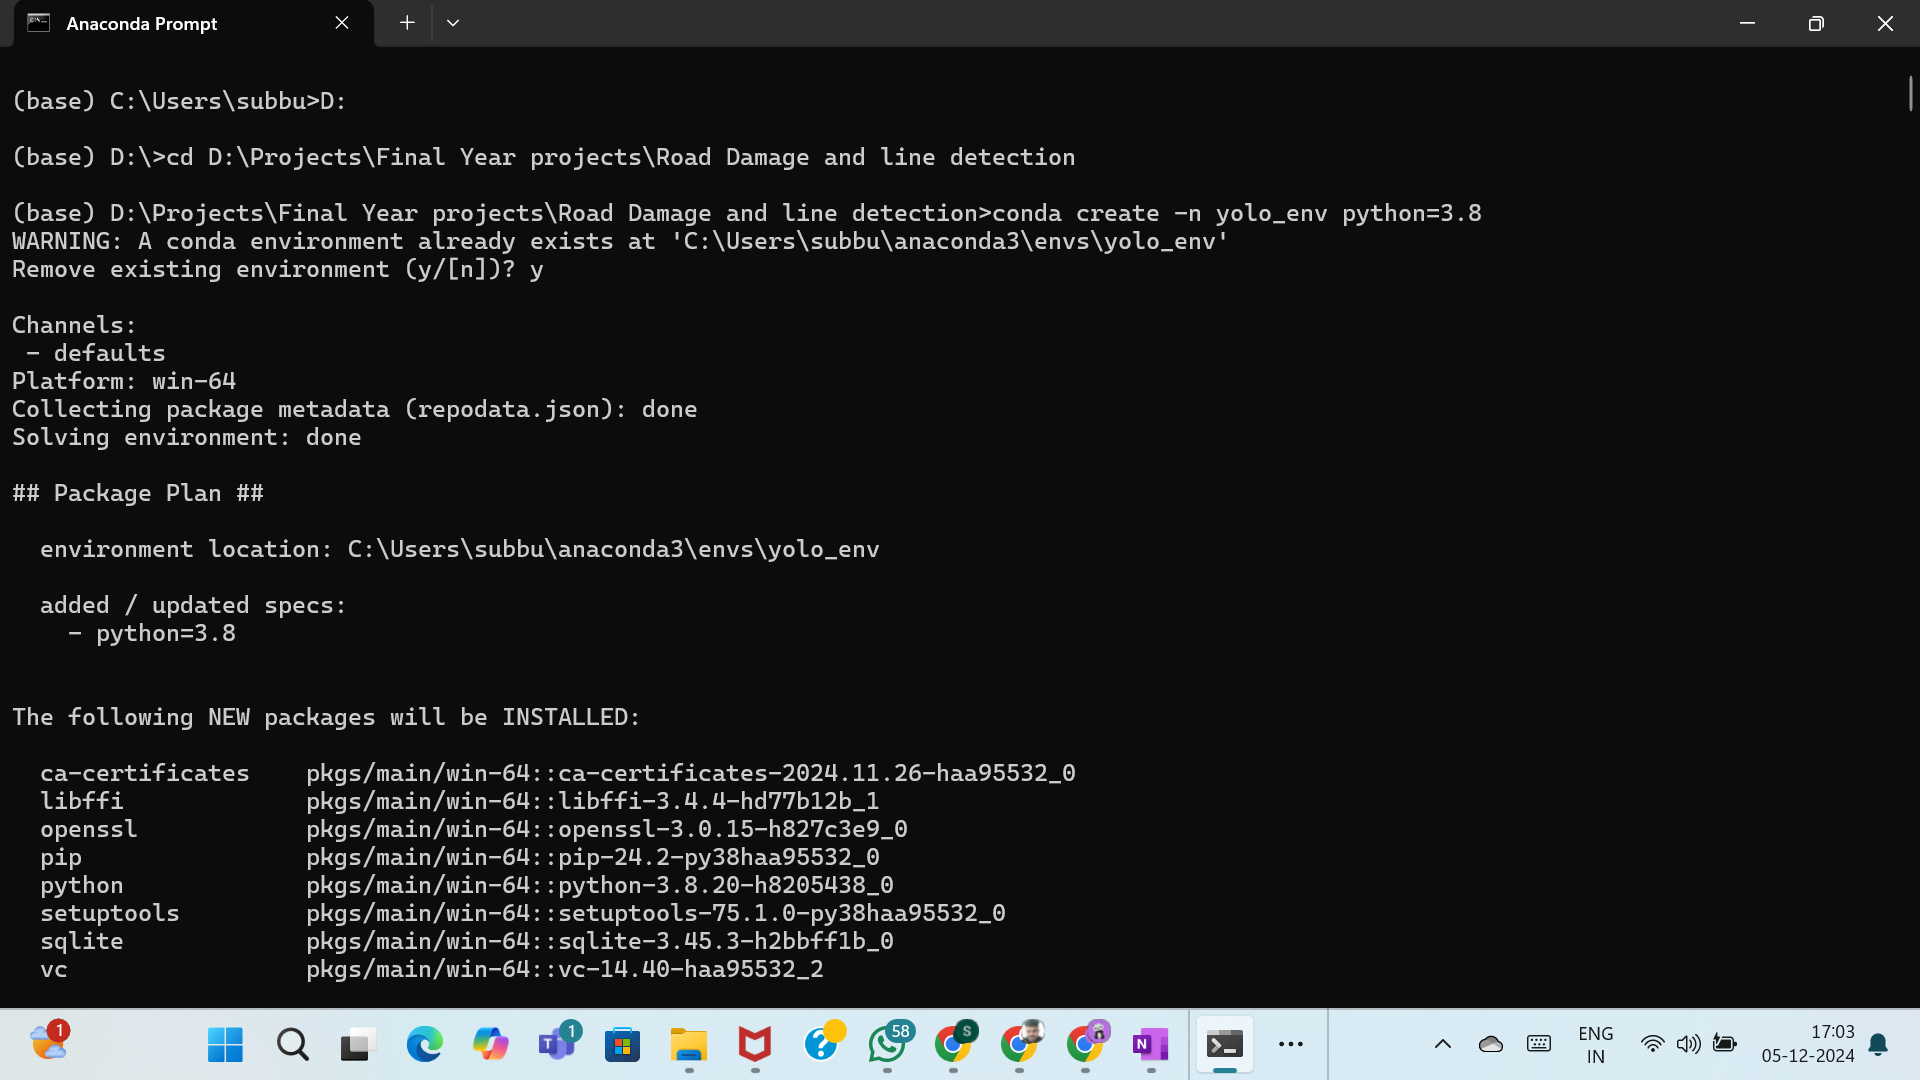 Anaconda Prompt
(base) C:\Users\subbu>D:
(base) D:\>cd D:\Projects\Final Year projects\Road Damage and line detection
(base) D:\Projects\Final Year projects\Road Damage and line detection>conda create -n yolo_env python=3.8
WARNING: A conda environment already exists at 'C:\Users\subbu\anaconda3\envs\yolo_env'
Remove existing environment (y/[n])? y
Channels:
 - defaults
Platform: win-64
Collecting package metadata (repodata.json): done
Solving environment: done
## Package Plan ##
  environment location: C:\Users\subbu\anaconda3\envs\yolo_env
  added / updated specs:
    - python=3.8
The following NEW packages will be INSTALLED:
  ca-certificates    pkgs/main/win-64::ca-certificates-2024.11.26-haa95532_0
  libffi             pkgs/main/win-64::libffi-3.4.4-hd77b12b_1
  openssl            pkgs/main/win-64::openssl-3.0.15-h827c3e9_0
  pip                pkgs/main/win-64::pip-24.2-py38haa95532_0
  python             pkgs/main/win-64::python-3.8.20-h8205438_0
  setuptools         pkgs/main/win-64::setuptools-75.1.0-py38haa95532_0
  sqlite             pkgs/main/win-64::sqlite-3.45.3-h2bbff1b_0
  vc                 pkgs/main/win-64::vc-14.40-haa95532_2
1
T 1
?
58
S
N
ENG
IN
17:03
05-12-2024